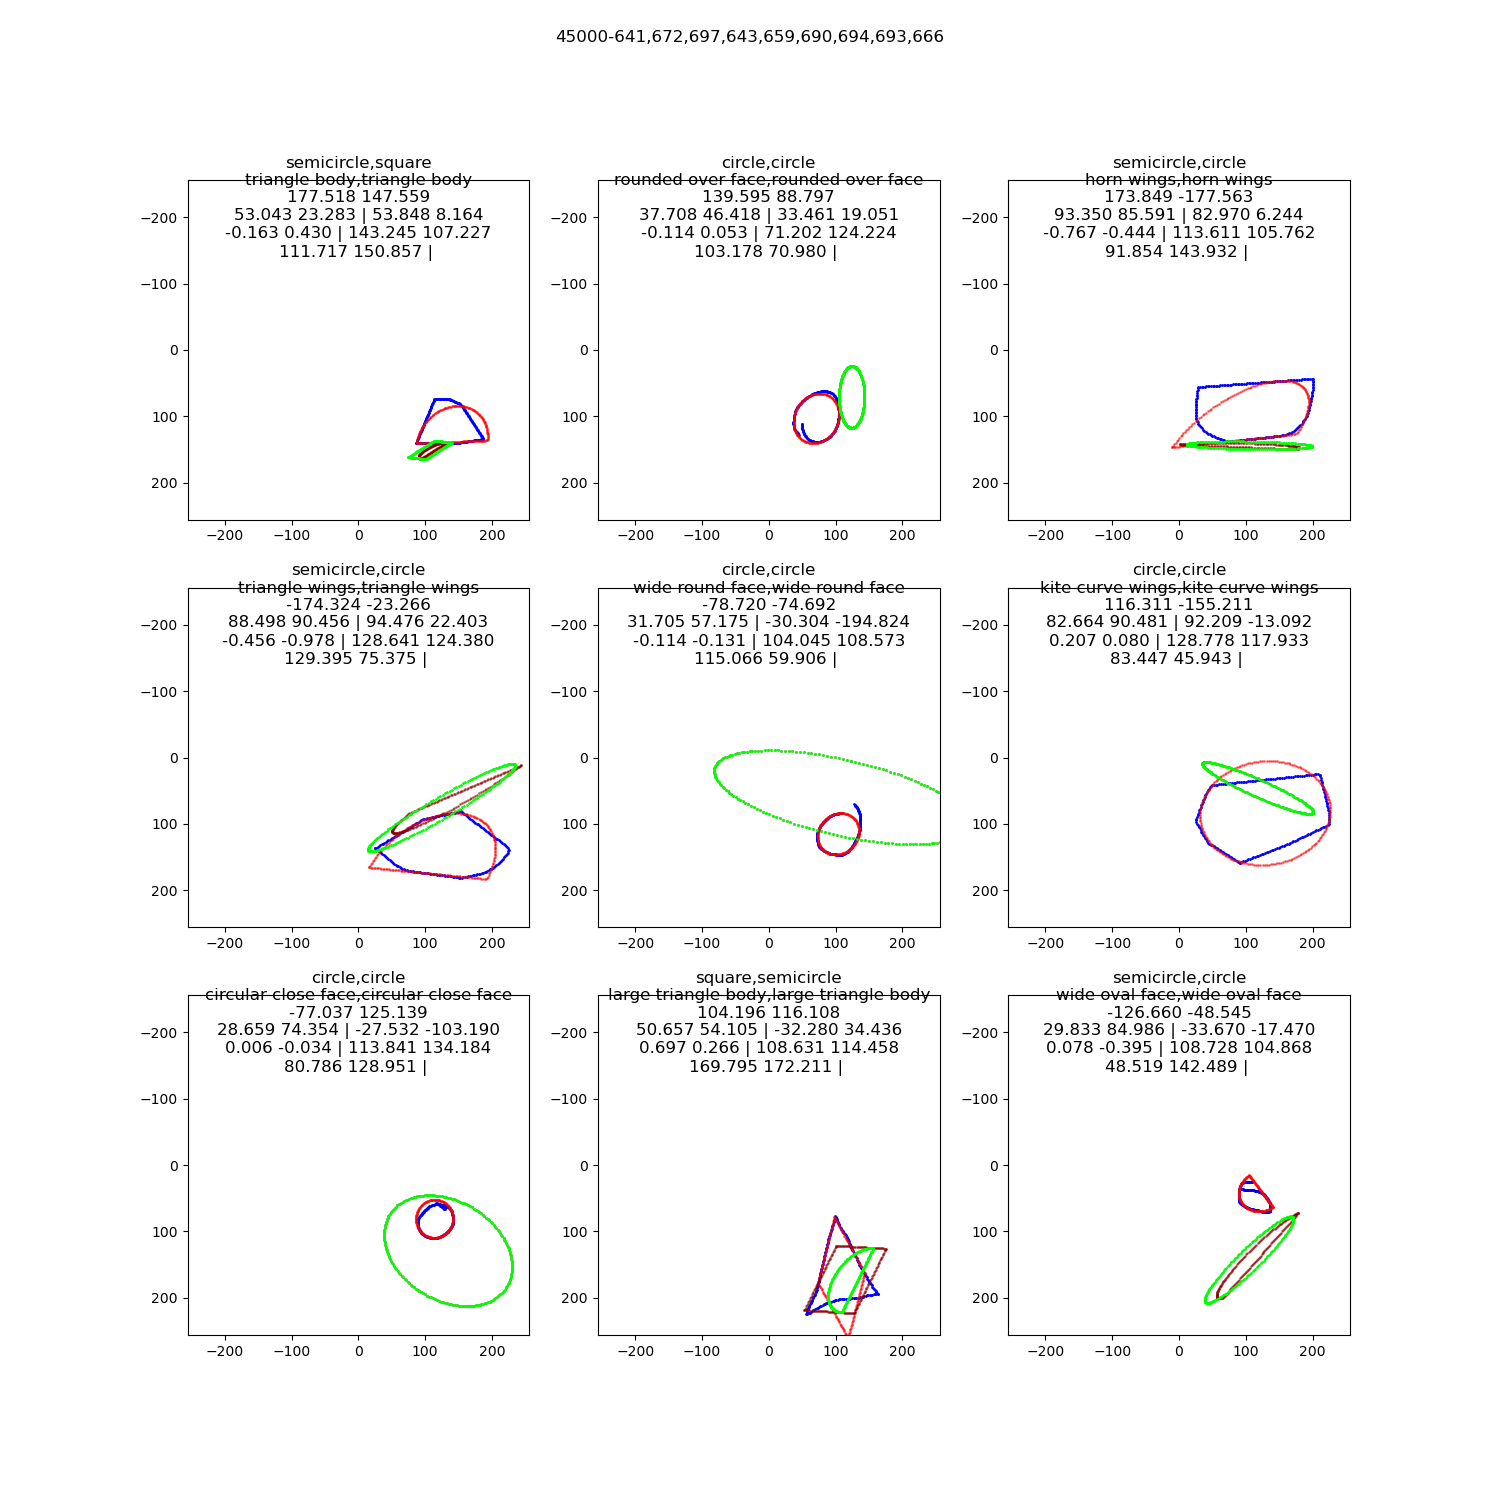 45000-641,672,697,643,659,690,694,693,666
semicircle,square
triangle body,triangle body
177.518 147.559
53.043 23.283 | 53.848 8.164
-0.163 0.430 | 143.245 107.227
111.717 150.857 |
−200
−100
0
100
200
−200 −100 0 100 200
circle,circle
rounded over face,rounded over face
139.595 88.797
37.708 46.418 | 33.461 19.051
-0.114 0.053 | 71.202 124.224
103.178 70.980 |
−200
−100
0
100
200
−200 −100 0 100 200
semicircle,circle
horn wings,horn wings
173.849 -177.563
93.350 85.591 | 82.970 6.244
-0.767 -0.444 | 113.611 105.762
91.854 143.932 |
−200
−100
0
100
200
−200 −100 0 100 200
semicircle,circle
triangle wings,triangle wings
-174.324 -23.266
88.498 90.456 | 94.476 22.403
-0.456 -0.978 | 128.641 124.380
129.395 75.375 |
−200
−100
0
100
200
−200 −100 0 100 200
circle,circle
wide round face,wide round face
-78.720 -74.692
31.705 57.175 | -30.304 -194.824
-0.114 -0.131 | 104.045 108.573
115.066 59.906 |
−200
−100
0
100
200
−200 −100 0 100 200
circle,circle
kite curve wings,kite curve wings
116.311 -155.211
82.664 90.481 | 92.209 -13.092
0.207 0.080 | 128.778 117.933
83.447 45.943 |
−200
−100
0
100
200
−200 −100 0 100 200
circle,circle
circular close face,circular close face
-77.037 125.139
28.659 74.354 | -27.532 -103.190
0.006 -0.034 | 113.841 134.184
80.786 128.951 |
−200
−100
0
100
200
−200 −100 0 100 200
square,semicircle
large triangle body,large triangle body
104.196 116.108
50.657 54.105 | -32.280 34.436
0.697 0.266 | 108.631 114.458
169.795 172.211 |
−200
−100
0
100
200
−200 −100 0 100 200
semicircle,circle
wide oval face,wide oval face
-126.660 -48.545
29.833 84.986 | -33.670 -17.470
0.078 -0.395 | 108.728 104.868
48.519 142.489 |
−200
−100
0
100
200
−200 −100 0 100 200